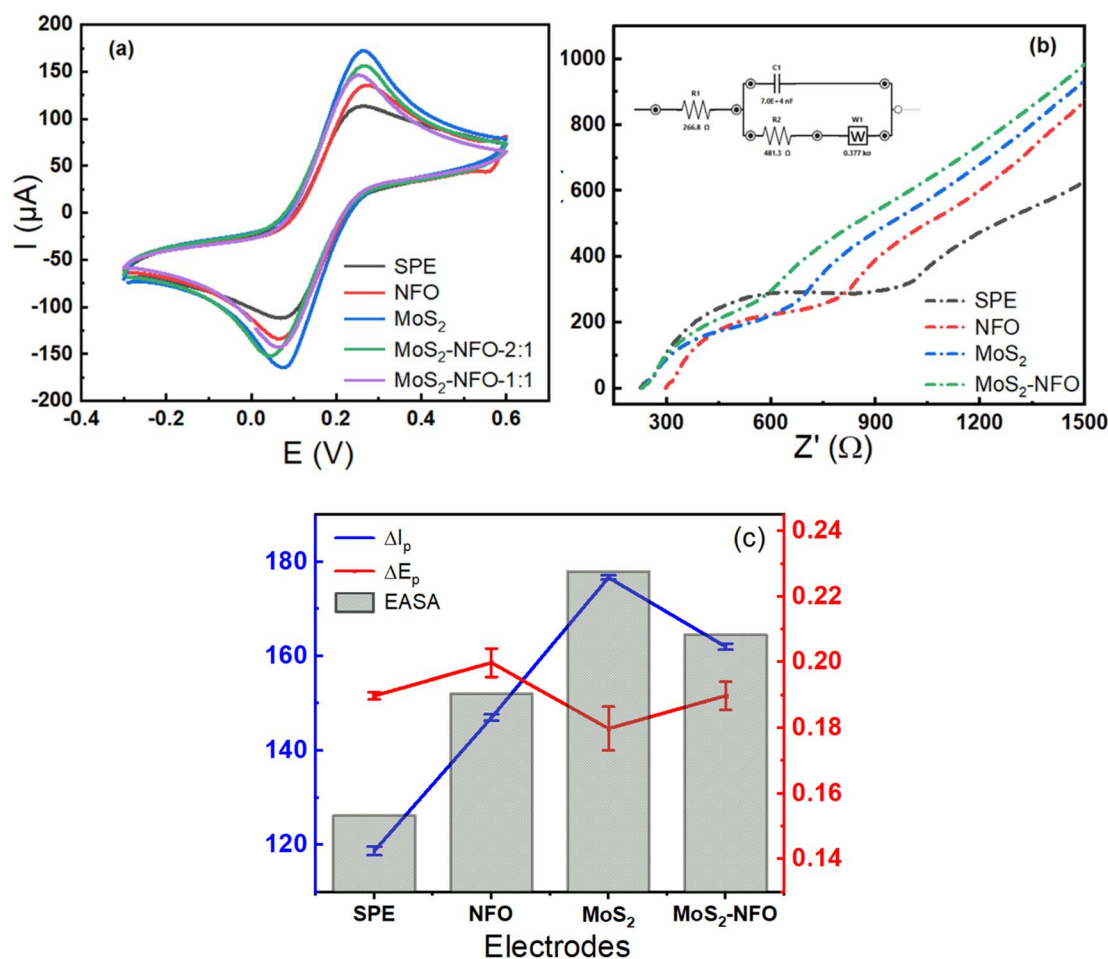 (a)
200
150
100
50
0
-50
-100
-150
-200
I (µA)
-0.4
-0.2
0.0
0.2
0.4
0.6
E (V)
SPE
NFO
MoS₂
MoS₂-NFO-2:1
MoS₂-NFO-1:1
(b)
1000
800
600
400
200
0
300
600
900
1200
1500
Z' (Ω)
C1
7.0E+4 nF
R1
266.8 Ω
R2
481.3 Ω
W1
W
0.377 kσ
SPE
NFO
MoS₂
MoS₂-NFO
(c)
180
160
140
120
ΔIₚ
ΔEₚ
EASA
0.24
0.22
0.20
0.18
0.16
0.14
SPE
NFO
MoS₂
MoS₂-NFO
Electrodes